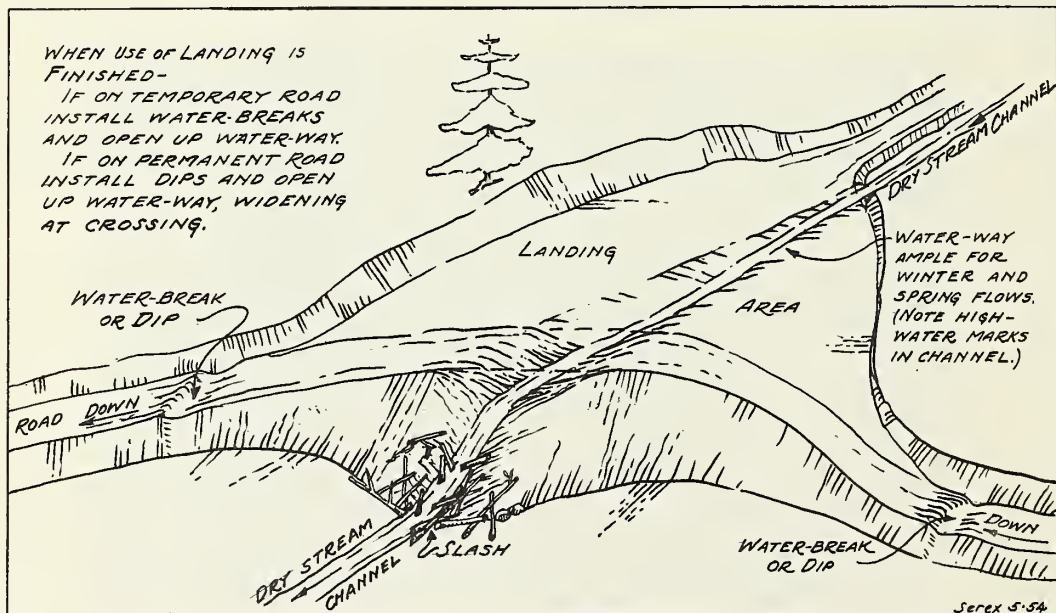 WHEN USE OF LANDING IS
FINISHED-
IF ON TEMPORARY ROAD
INSTALL WATER-BREAKS
AND OPEN UP WATER-WAY.
IF ON PERMANENT ROAD
INSTALL DIPS AND OPEN
UP WATER-WAY, WIDENING
AT CROSSING.
DRY STREAM CHANNEL
LANDING
WATER-WAY
AMPLE FOR
WINTER AND
SPRING FLOWS.
(NOTE HIGH-
WATER MARKS
IN CHANNEL.)
AREA
WATER-BREAK
OR DIP
ROAD DOWN
DOWN
DRY STREAM
CHANNEL
SLASH
WATER-BREAK
OR DIP
Serex 5-54